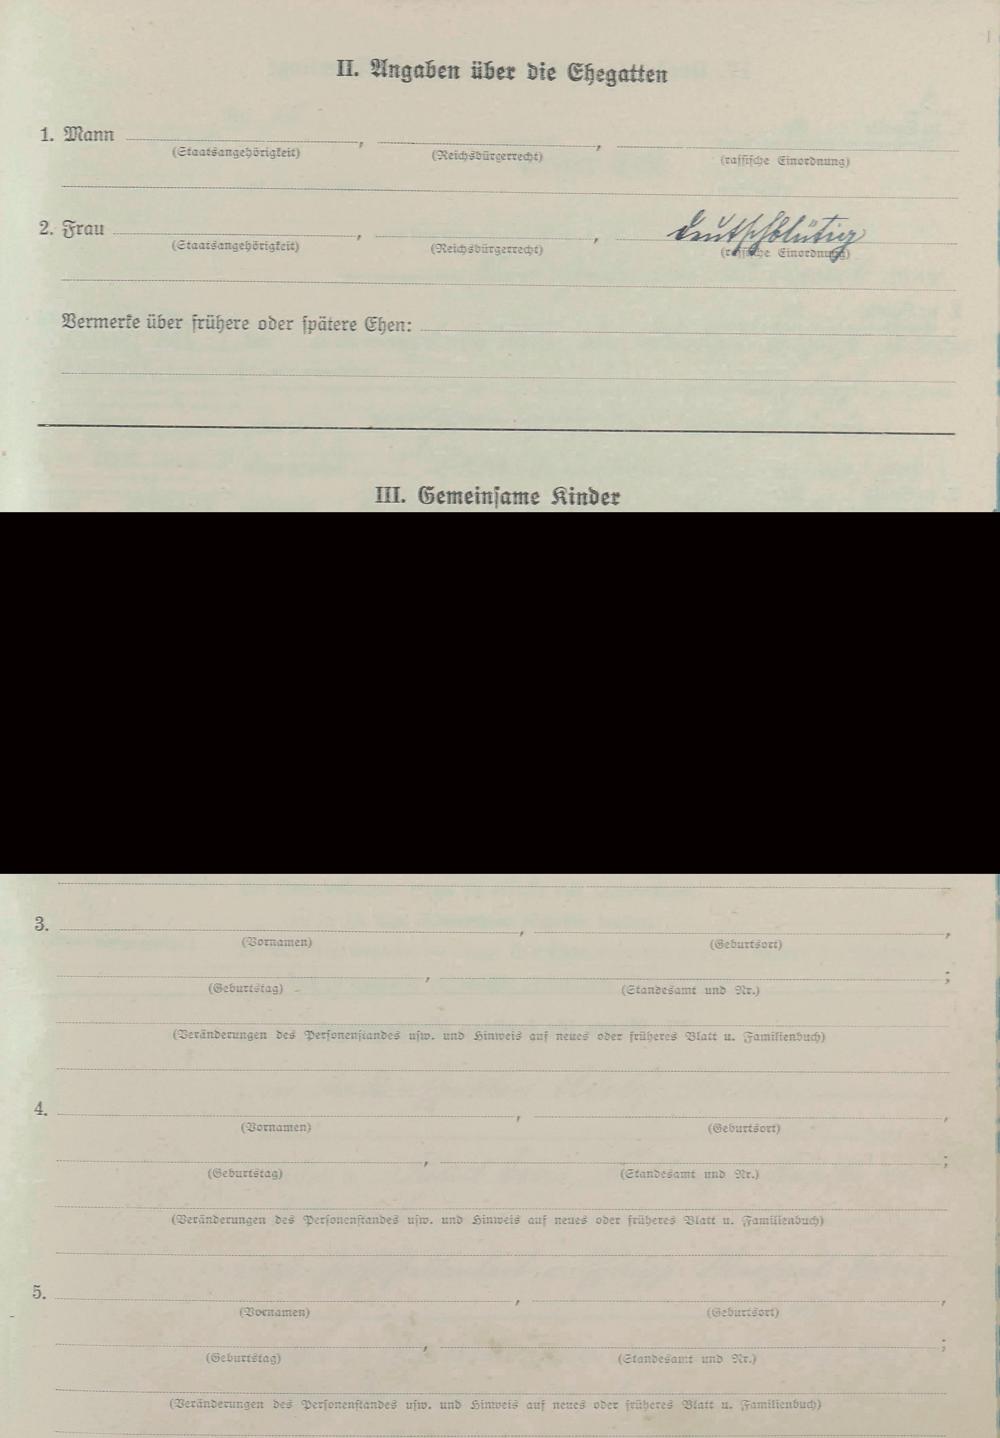 II. Angaben über die Ehegatten
1. Mann , ,
(Staatsangehörigkeit) (Reichsbürgerrecht) (rassische Einordnung)
2. Frau , , deutschblütig
(Staatsangehörigkeit) (Reichsbürgerrecht) (rassische Einordnung)
Vermerke über frühere oder spätere Ehen:
III. Gemeinsame Kinder
3. , ,
(Vornamen) (Geburtsort)
, ;
(Geburtstag) (Standesamt und Nr.)
(Veränderungen des Personenstandes usw. und Hinweis auf neues oder früheres Blatt u. Familienbuch)
4. , ,
(Vornamen) (Geburtsort)
, ;
(Geburtstag) (Standesamt und Nr.)
(Veränderungen des Personenstandes usw. und Hinweis auf neues oder früheres Blatt u. Familienbuch)
5. , ,
(Vornamen) (Geburtsort)
, ;
(Geburtstag) (Standesamt und Nr.)
(Veränderungen des Personenstandes usw. und Hinweis auf neues oder früheres Blatt u. Familienbuch)